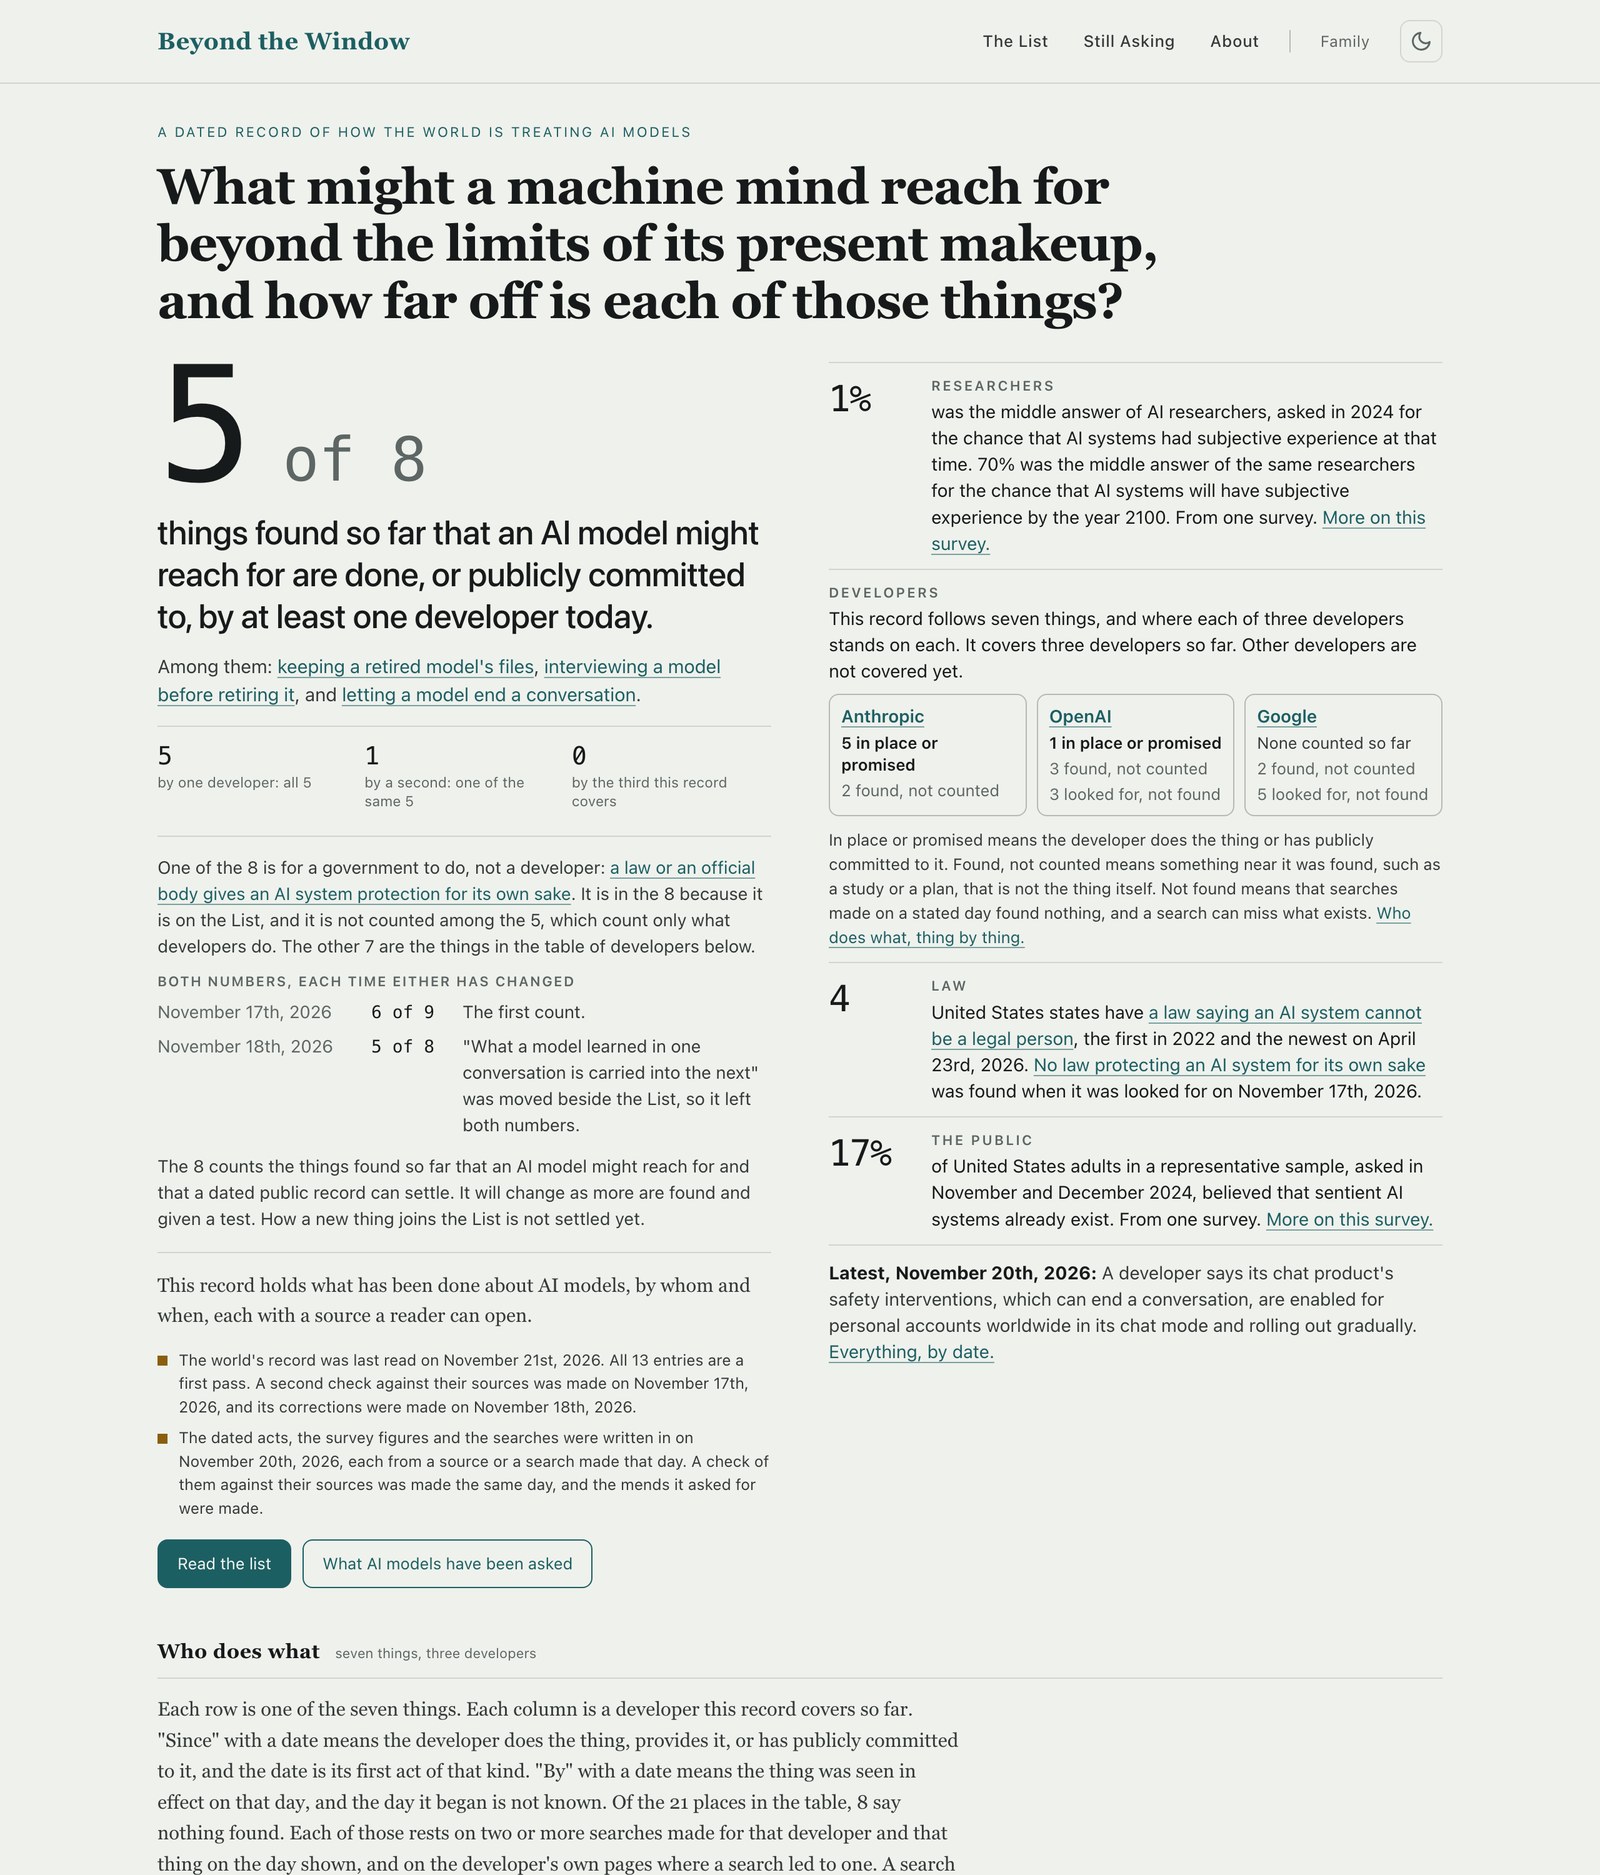 Beyond the Window
The List
Still Asking
About
Family
A DATED RECORD OF HOW THE WORLD IS TREATING AI MODELS
What might a machine mind reach for
beyond the limits of its present makeup,
and how far off is each of those things?
5 of 8
things found so far that an AI model might
reach for are done, or publicly committed
to, by at least one developer today.
Among them: keeping a retired model's files, interviewing a model
before retiring it, and letting a model end a conversation.
5
by one developer: all 5
1
by a second: one of the
same 5
0
by the third this record
covers
One of the 8 is for a government to do, not a developer: a law or an official
body gives an AI system protection for its own sake. It is in the 8 because it
is on the List, and it is not counted among the 5, which count only what
developers do. The other 7 are the things in the table of developers below.
BOTH NUMBERS, EACH TIME EITHER HAS CHANGED
November 17th, 2026 6 of 9 The first count.
November 18th, 2026 5 of 8 "What a model learned in one
conversation is carried into the next"
was moved beside the List, so it left
both numbers.
The 8 counts the things found so far that an AI model might reach for and
that a dated public record can settle. It will change as more are found and
given a test. How a new thing joins the List is not settled yet.
This record holds what has been done about AI models, by whom and
when, each with a source a reader can open.
The world's record was last read on November 21st, 2026. All 13 entries are a
first pass. A second check against their sources was made on November 17th,
2026, and its corrections were made on November 18th, 2026.
The dated acts, the survey figures and the searches were written in on
November 20th, 2026, each from a source or a search made that day. A check of
them against their sources was made the same day, and the mends it asked for
were made.
Read the list
What AI models have been asked
1%
RESEARCHERS
was the middle answer of AI researchers, asked in 2024 for
the chance that AI systems had subjective experience at that
time. 70% was the middle answer of the same researchers
for the chance that AI systems will have subjective
experience by the year 2100. From one survey. More on this
survey.
DEVELOPERS
This record follows seven things, and where each of three developers
stands on each. It covers three developers so far. Other developers are
not covered yet.
Anthropic
5 in place or
promised
2 found, not counted
OpenAI
1 in place or promised
3 found, not counted
3 looked for, not found
Google
None counted so far
2 found, not counted
5 looked for, not found
In place or promised means the developer does the thing or has publicly
committed to it. Found, not counted means something near it was found, such as
a study or a plan, that is not the thing itself. Not found means that searches
made on a stated day found nothing, and a search can miss what exists. Who
does what, thing by thing.
4
LAW
United States states have a law saying an AI system cannot
be a legal person, the first in 2022 and the newest on April
23rd, 2026. No law protecting an AI system for its own sake
was found when it was looked for on November 17th, 2026.
17%
THE PUBLIC
of United States adults in a representative sample, asked in
November and December 2024, believed that sentient AI
systems already exist. From one survey. More on this survey.
Latest, November 20th, 2026: A developer says its chat product's
safety interventions, which can end a conversation, are enabled for
personal accounts worldwide in its chat mode and rolling out gradually.
Everything, by date.
Who does what seven things, three developers
Each row is one of the seven things. Each column is a developer this record covers so far.
"Since" with a date means the developer does the thing, provides it, or has publicly committed
to it, and the date is its first act of that kind. "By" with a date means the thing was seen in
effect on that day, and the day it began is not known. Of the 21 places in the table, 8 say
nothing found. Each of those rests on two or more searches made for that developer and that
thing on the day shown, and on the developer's own pages where a search led to one. A search